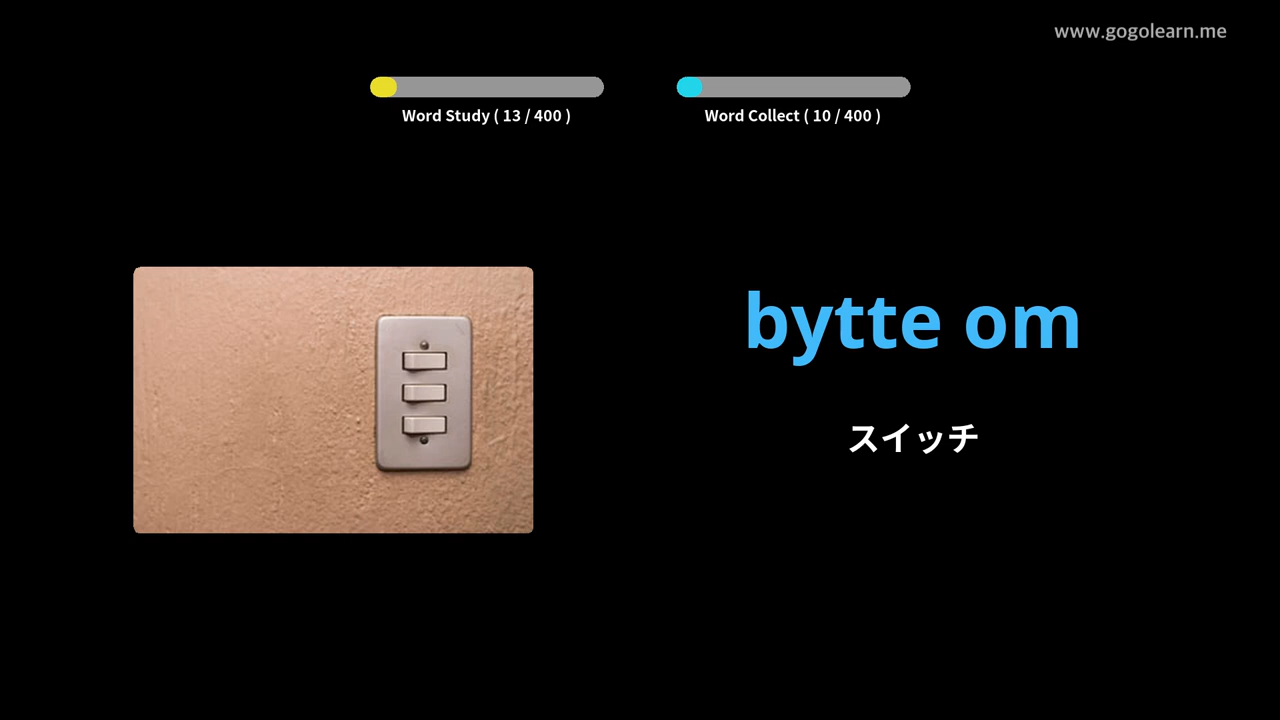 www.gogolearn.me
Word Study ( 13 / 400 )
Word Collect ( 10 / 400 )
bytte om
スイッチ